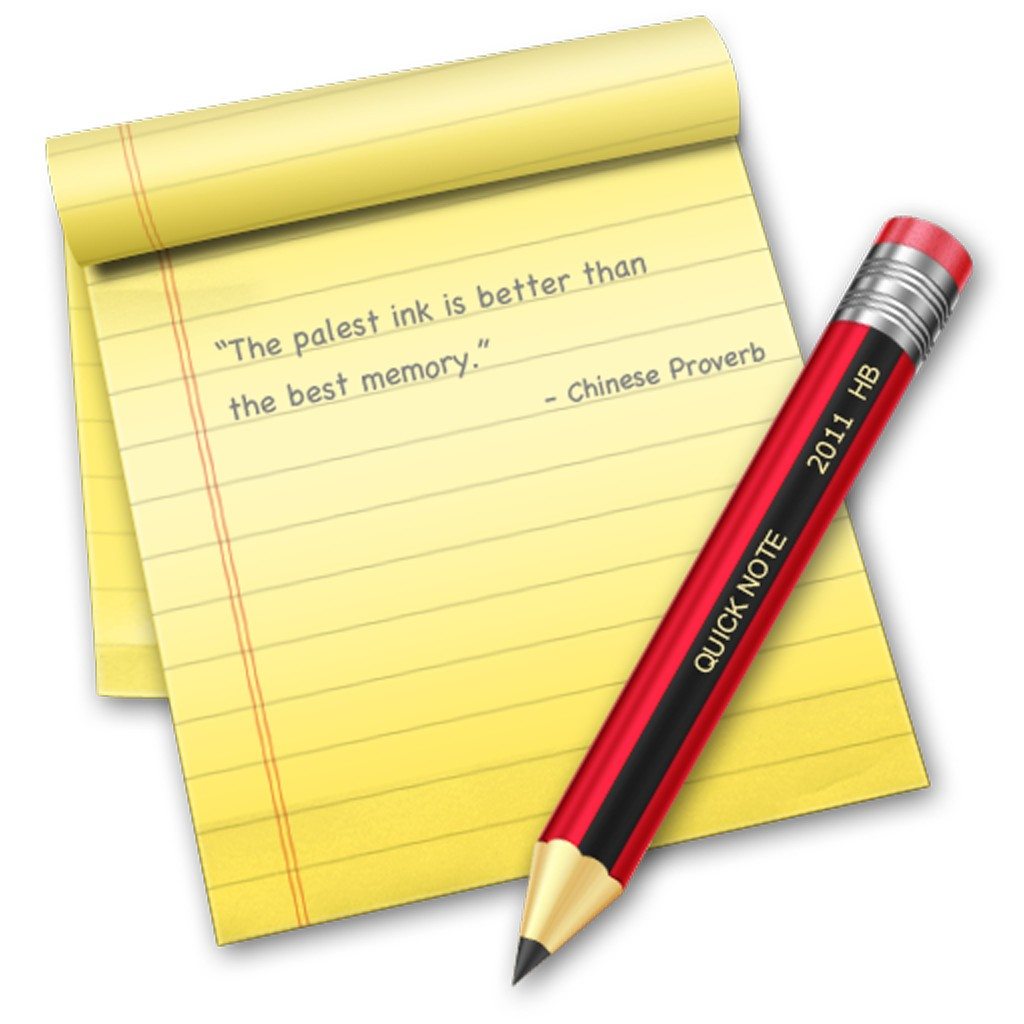 “The palest ink is better than
the best memory.”
- Chinese Proverb
QUICK NOTE 2011 HB